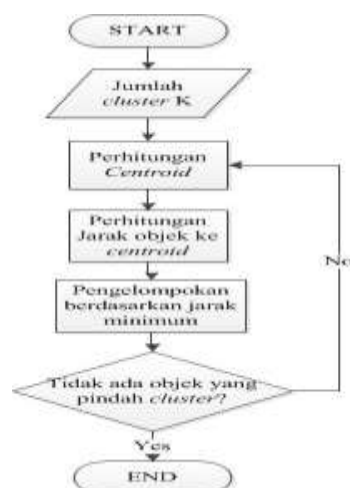 START
Jumlah
cluster K
Perhitungan
Centroid
Perhitungan
Jarak objek ke
centroid
Pengelompokan
berdasarkan jarak
minimum
Tidak ada objek yang
pindah cluster?
No
Yes
END